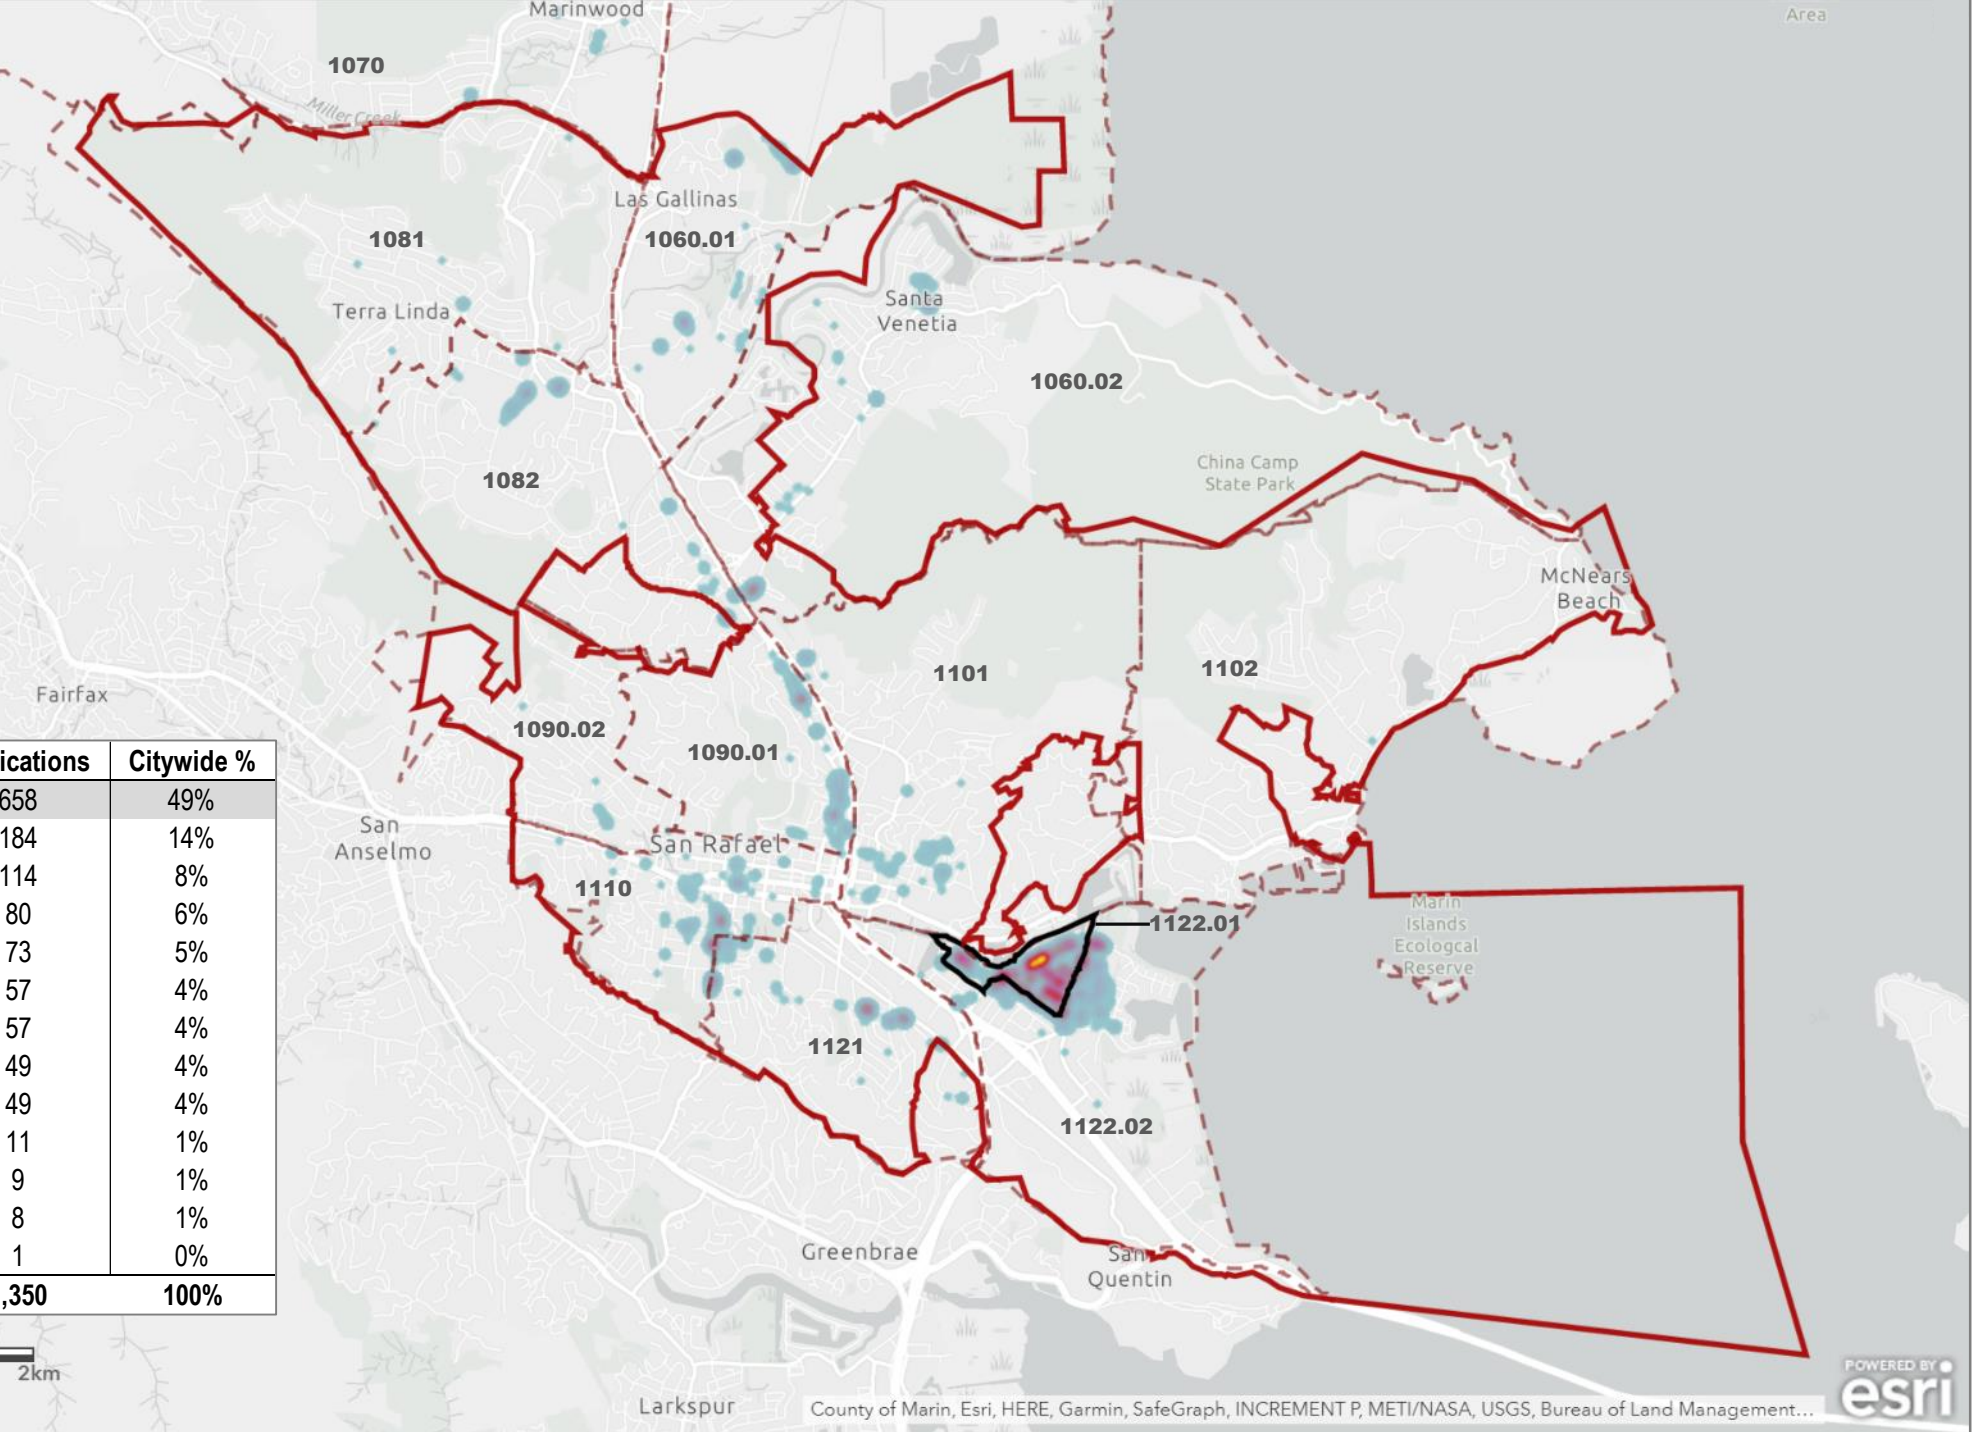 Marinwood
Area
1070
Miller Creek
Las Gallinas
1081
1060.01
Terra Linda
Santa
Venetia
1060.02
China Camp
State Park
1082
McNears
Beach
1101
1102
Fairfax
1090.02
1090.01
ications Citywide %
658 49%
184 14%
114 8%
80 6%
73 5%
57 4%
57 4%
49 4%
49 4%
11 1%
9 1%
8 1%
1 0%
,350 100%
San
Anselmo
San Rafael
1110
Marin
Islands
Ecologcal
Reserve
1122.01
1121
1122.02
Greenbrae
San
Quentin
2km
Larkspur
POWERED BY
esri
County of Marin, Esri, HERE, Garmin, SafeGraph, INCREMENT P, METI/NASA, USGS, Bureau of Land Management...